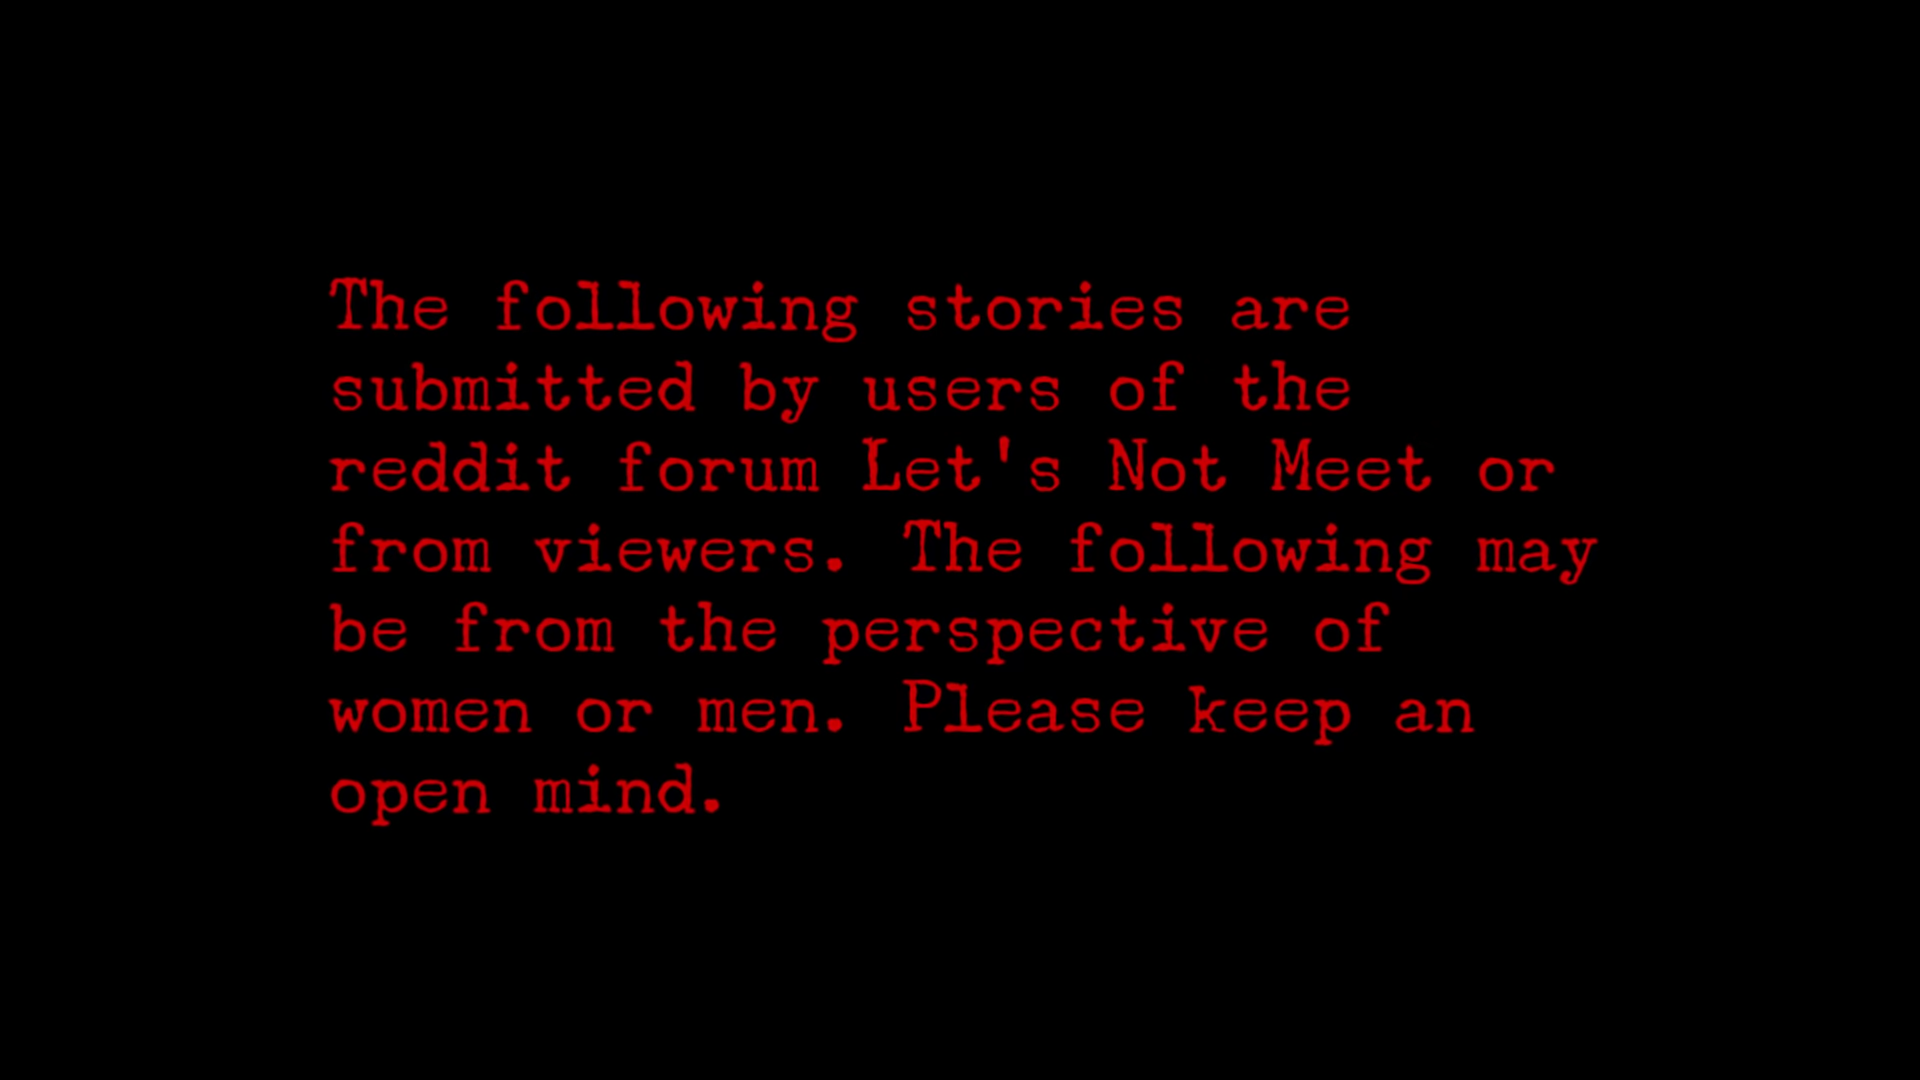 The following stories are
submitted by users of the
reddit forum Let's Not Meet or
from viewers. The following may
be from the perspective of
women or men. Please keep an
open mind.